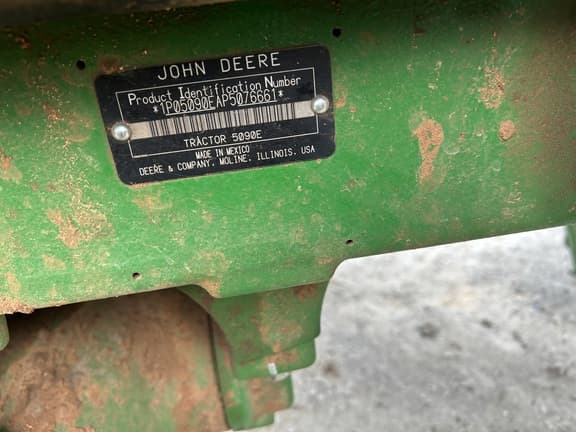 JOHN DEERE
Product Identification Number
*1P05090EAP5076661*
TRACTOR 5090E
MADE IN MEXICO
DEERE & COMPANY, MOLINE, ILLINOIS, USA